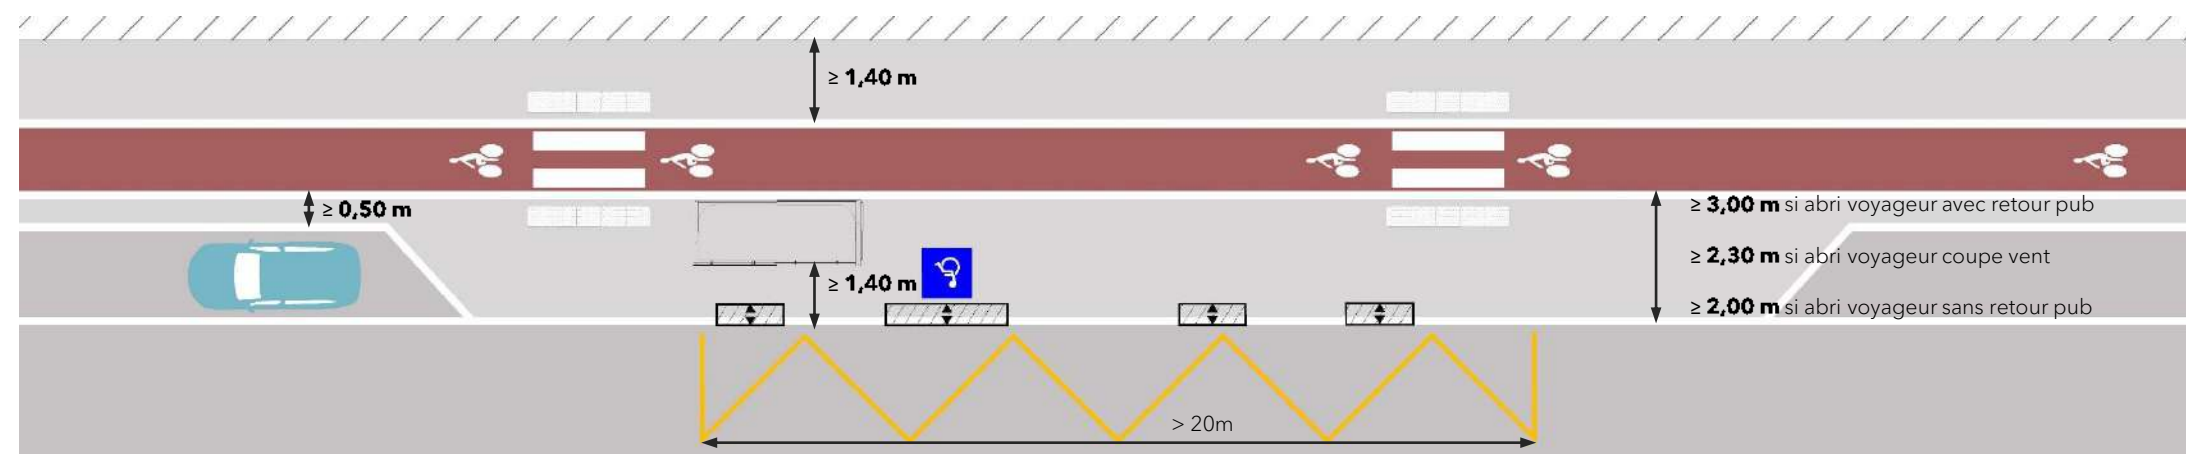 ≥ 1,40 m
≥ 0,50 m
≥ 3,00 m si abri voyageur avec retour pub
≥ 2,30 m si abri voyageur coupe vent
≥ 1,40 m
≥ 2,00 m si abri voyageur sans retour pub
> 20m